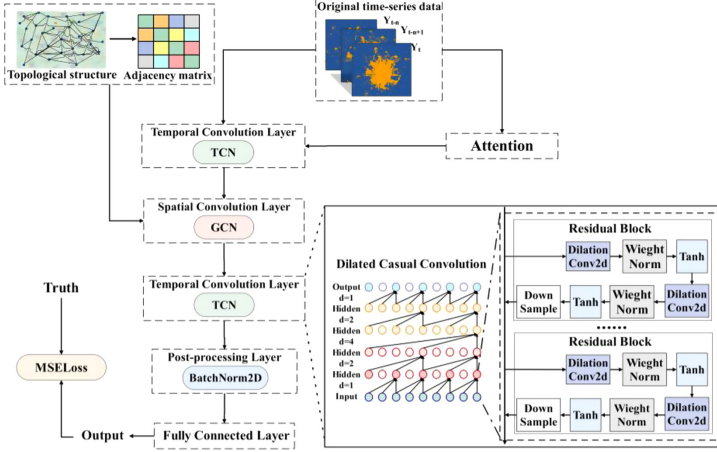 Original time-series data
Y t-n
Y t-n+1
Y t
Topological structure
Adjacency matrix
Temporal Convolution Layer
TCN
Attention
Spatial Convolution Layer
GCN
Temporal Convolution Layer
TCN
Post-processing Layer
BatchNorm2D
Fully Connected Layer
Output
Truth
MSELoss
Dilated Casual Convolution
Output
d=1
Hidden
d=2
Hidden
d=4
Hidden
d=2
Hidden
d=1
Input
Residual Block
Dilation
Conv2d
Wieght
Norm
Tanh
Down
Sample
Tanh
Wieght
Norm
Dilation
Conv2d
......
Residual Block
Dilation
Conv2d
Wieght
Norm
Tanh
Down
Sample
Tanh
Wieght
Norm
Dilation
Conv2d